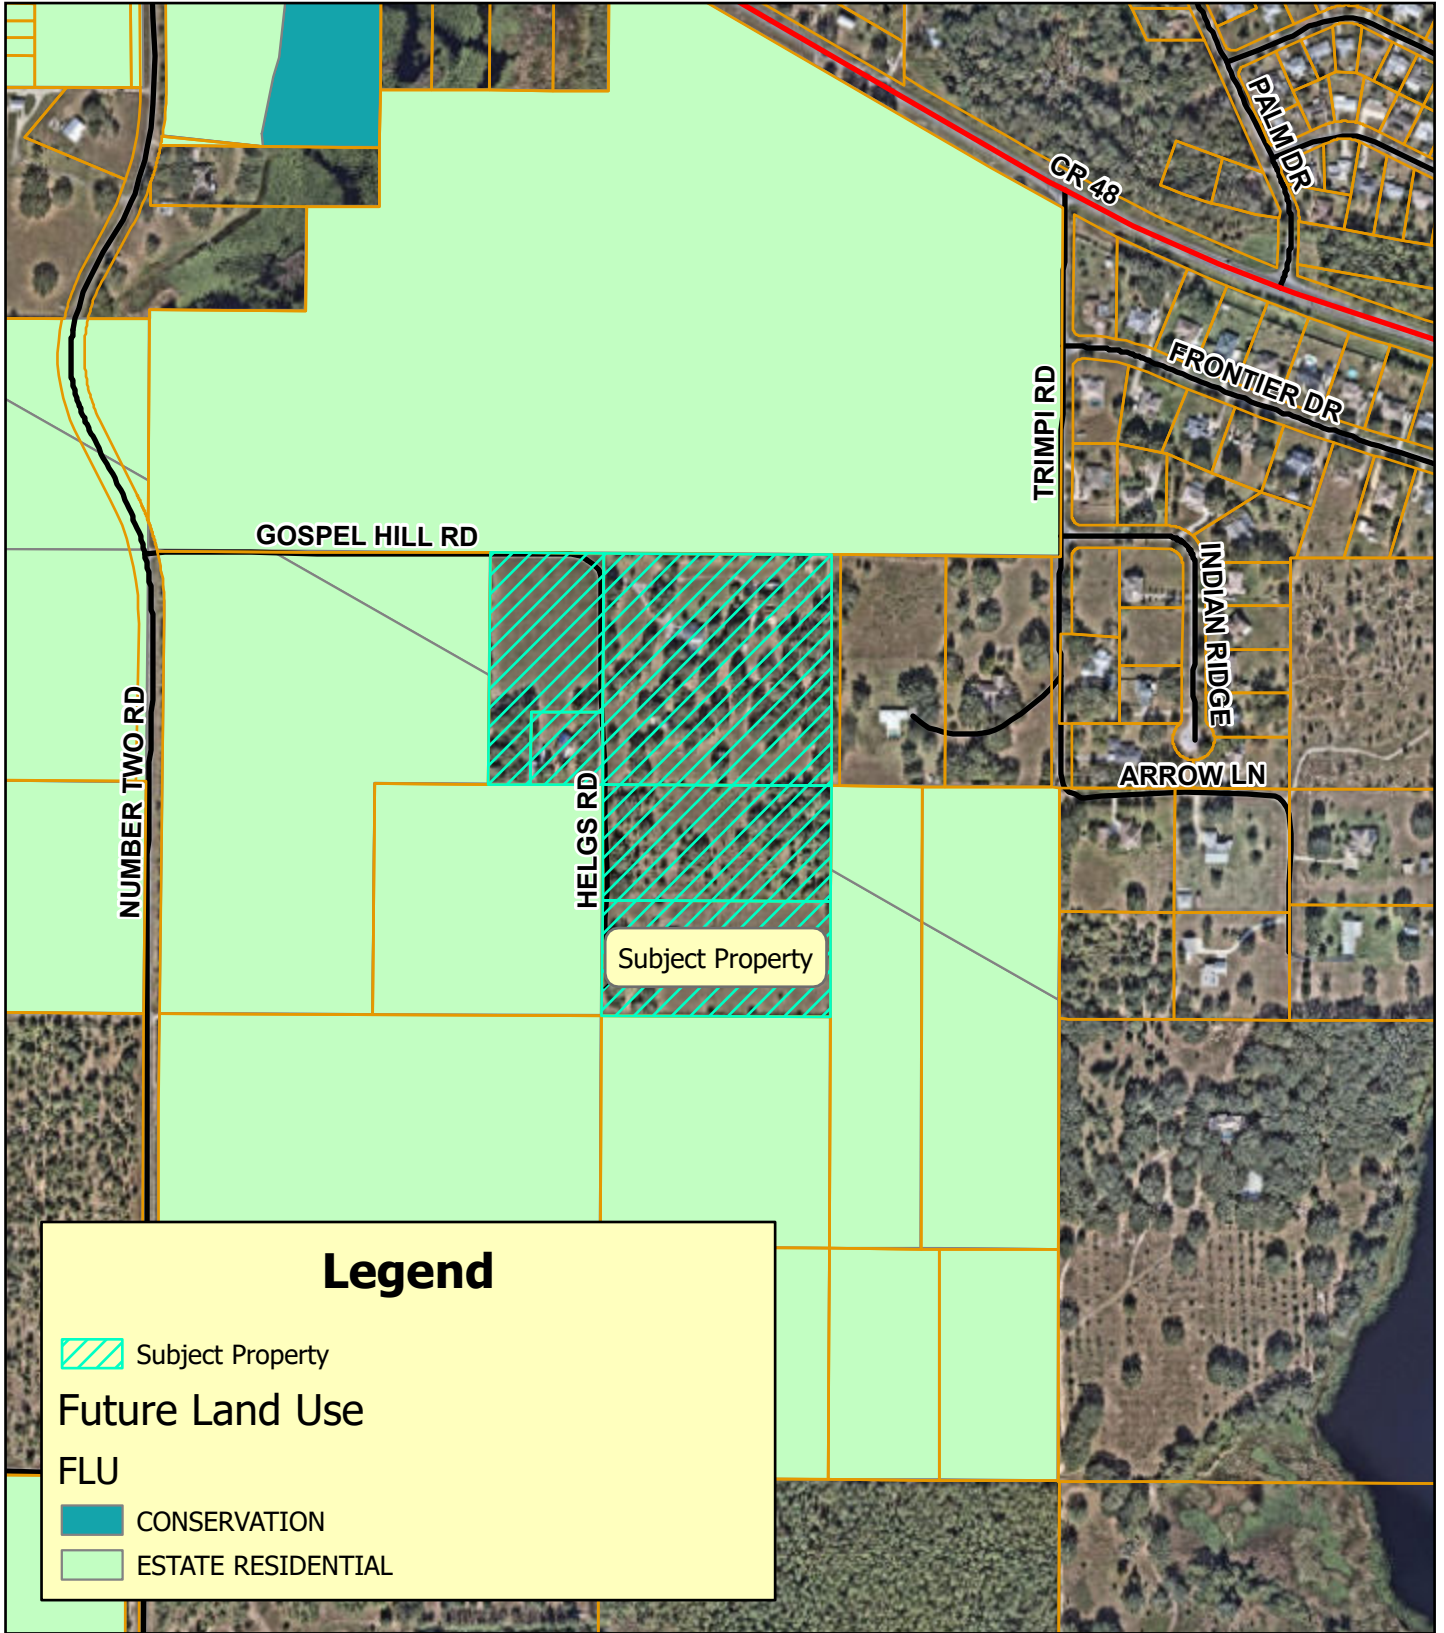 PALM DR
CR 48
FRONTIER DR
TRIMPI RD
GOSPEL HILL RD
INDIAN RIDGE
NUMBER TWO RD
HELGS RD
ARROW LN
Subject Property
Legend
Subject Property
Future Land Use
FLU
CONSERVATION
ESTATE RESIDENTIAL